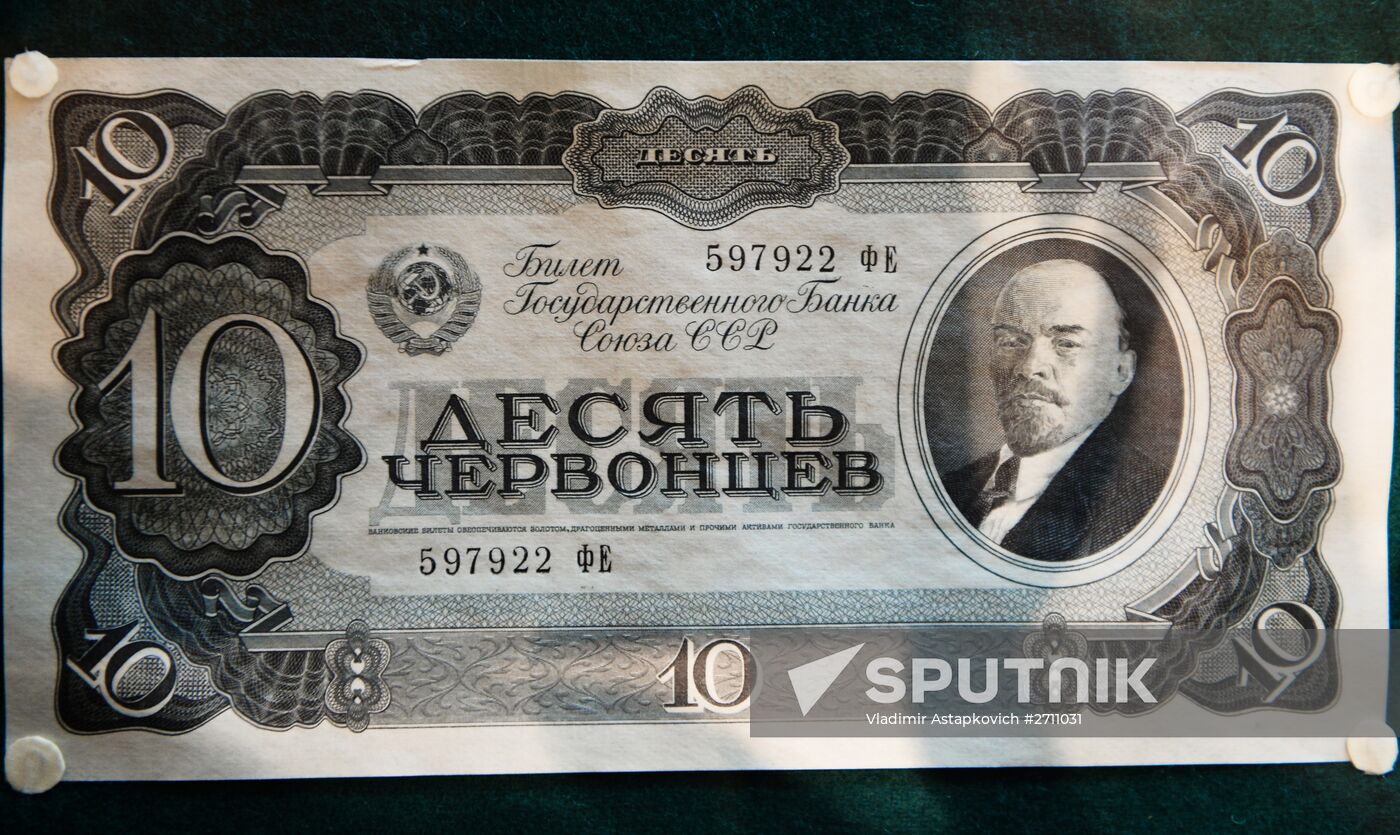 10
10
ДЕСЯТЬ
Билет
597922 ФЕ
Государственного Банка
Союза ССР
10
ДЕСЯТЬ
ДЕСЯТЬ
ЧЕРВОНЦЕВ
БАНКОВСКИЕ БИЛЕТЫ ОБЕСПЕЧИВАЮТСЯ ЗОЛОТОМ, ДРАГОЦЕННЫМИ МЕТАЛЛАМИ И ПРОЧИМИ АКТИВАМИ ГОСУДАРСТВЕННОГО БАНКА
597922 ФЕ
10
10
10
SPUTNIK
Vladimir Astapkovich #2711031